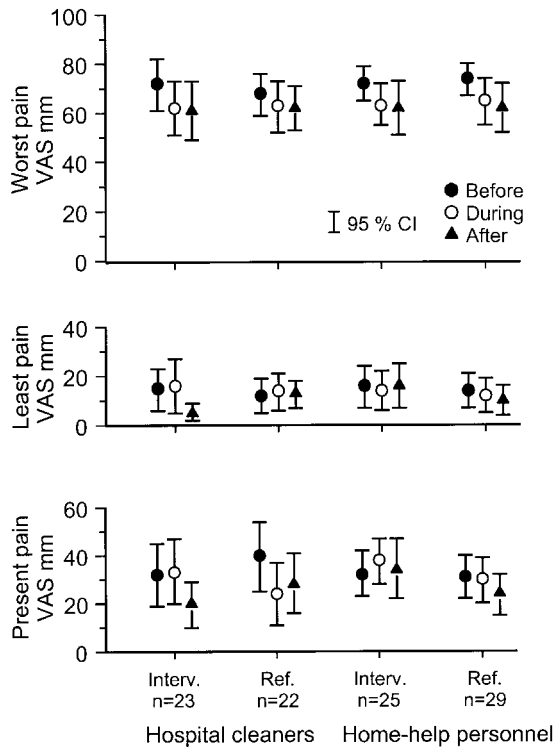 Worst pain
VAS mm
100
80
60
40
20
0
95 % CI
Before
During
After
Least pain
VAS mm
40
20
0
Present pain
VAS mm
60
40
20
0
Interv. Ref. Interv. Ref.
n=23 n=22 n=25 n=29
Hospital cleaners Home-help personnel